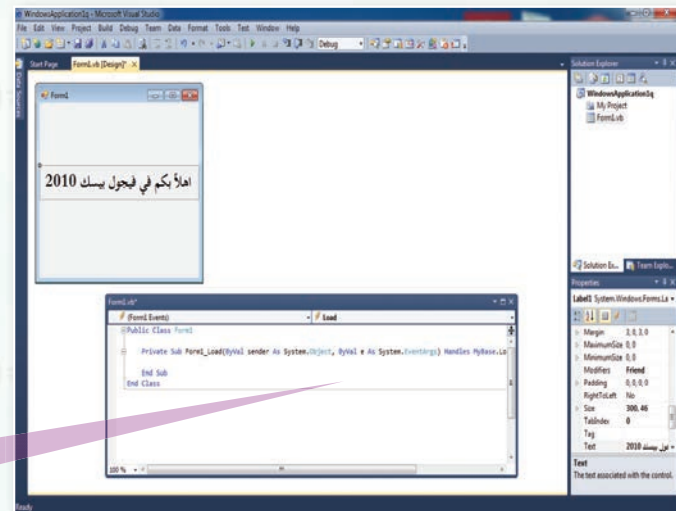 WindowsApplication1q - Microsoft Visual Studio
File Edit View Project Build Debug Team Data Format Tools Test Window Help
Debug
Start Page Form1.vb [Design]* X
Data Sources
Form1
اهلاً بكم في فيجول بيسك 2010
Form1.vb*
(Form1 Events) Load
Public Class Form1
Private Sub Form1_Load(ByVal sender As System.Object, ByVal e As System.EventArgs) Handles MyBase.Lo
End Sub
End Class
100 %
Solution Explorer
WindowsApplication1q
My Project
Form1.vb
Solution Ex... Team Explo...
Properties
Label1 System.Windows.Forms.La
Margin 3, 0, 3, 0
MaximumSize 0, 0
MinimumSize 0, 0
Modifiers Friend
Padding 0, 0, 0, 0
RightToLeft No
Size 300, 46
TabIndex 0
Tag
Text جول بيسك 2010
Text
The text associated with the control.
Ready